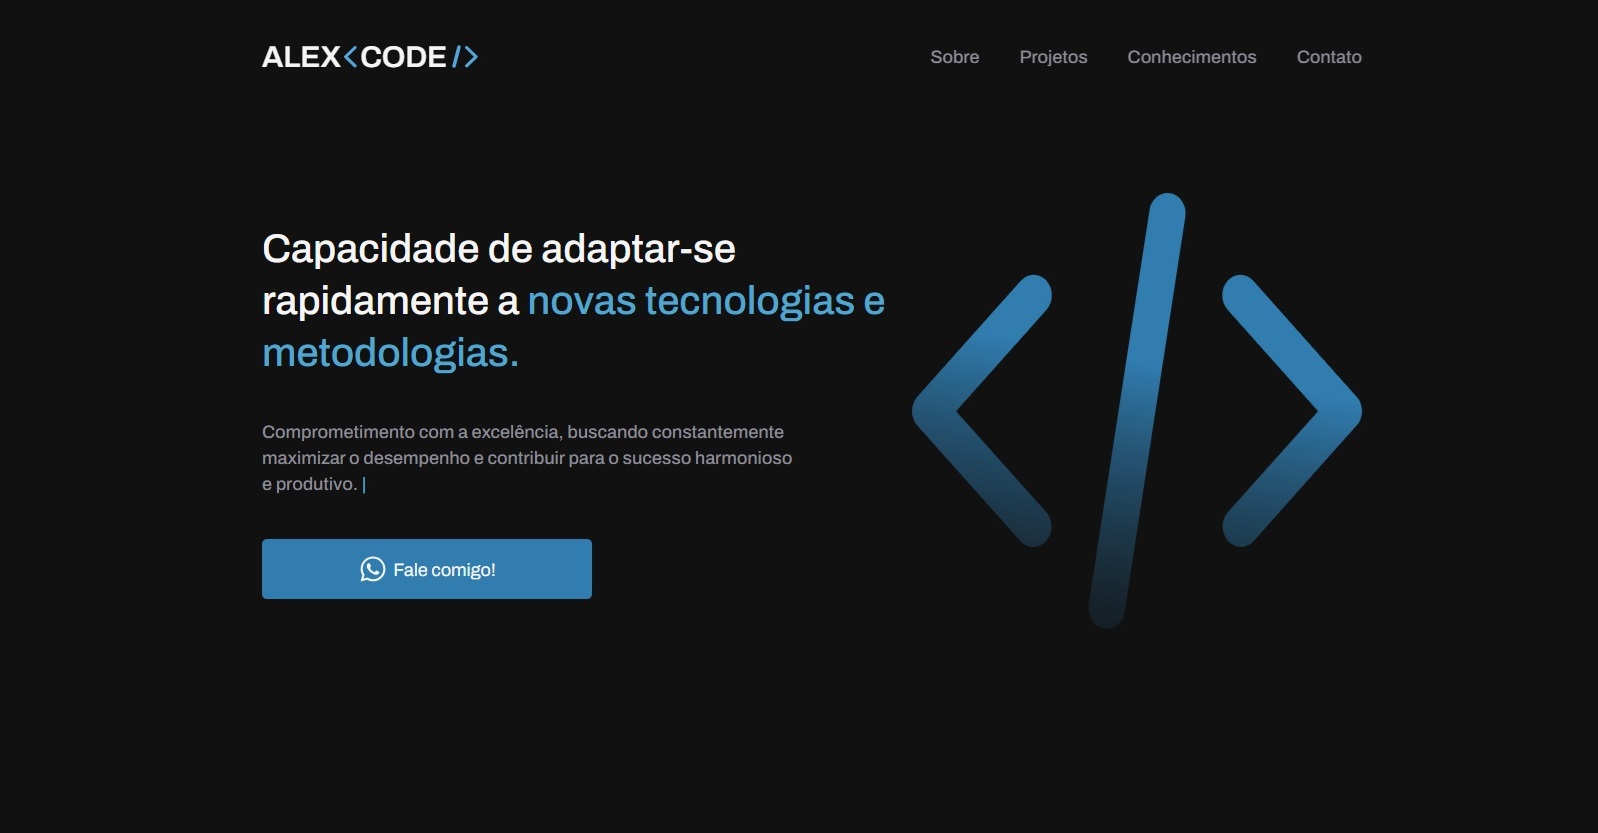 ALEX<CODE/>
Sobre Projetos Conhecimentos Contato
Capacidade de adaptar-se
rapidamente a novas tecnologias e
metodologias.
Comprometimento com a excelência, buscando constantemente
maximizar o desempenho e contribuir para o sucesso harmonioso
e produtivo. |
Fale comigo!
</>